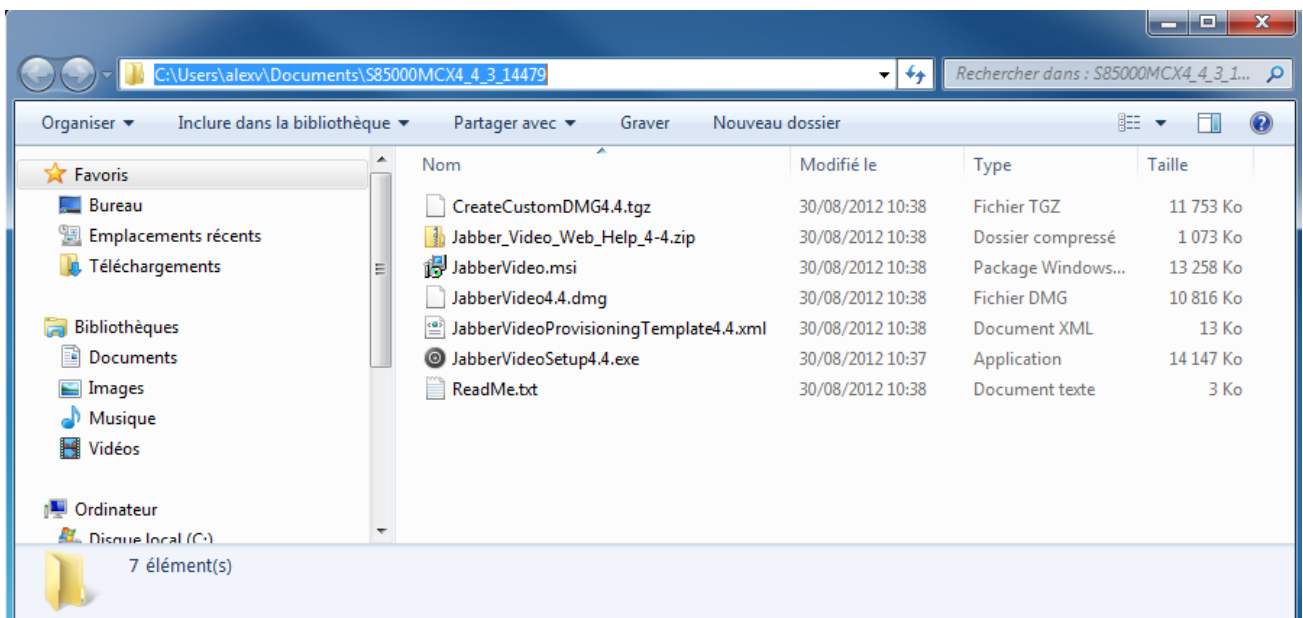 C:\Users\alexv\Documents\S85000MCX4_4_3_14479
Rechercher dans : S85000MCX4_4_3_1...
Organiser Inclure dans la bibliothèque Partager avec Graver Nouveau dossier
Favoris
Bureau
Emplacements récents
Téléchargements
Bibliothèques
Documents
Images
Musique
Vidéos
Ordinateur
Disque local (C:)
Nom Modifié le Type Taille
CreateCustomDMG4.4.tgz 30/08/2012 10:38 Fichier TGZ 11 753 Ko
Jabber_Video_Web_Help_4-4.zip 30/08/2012 10:38 Dossier compressé 1 073 Ko
JabberVideo.msi 30/08/2012 10:38 Package Windows... 13 258 Ko
JabberVideo4.4.dmg 30/08/2012 10:38 Fichier DMG 10 816 Ko
JabberVideoProvisioningTemplate4.4.xml 30/08/2012 10:38 Document XML 13 Ko
JabberVideoSetup4.4.exe 30/08/2012 10:37 Application 14 147 Ko
ReadMe.txt 30/08/2012 10:38 Document texte 3 Ko
7 élément(s)